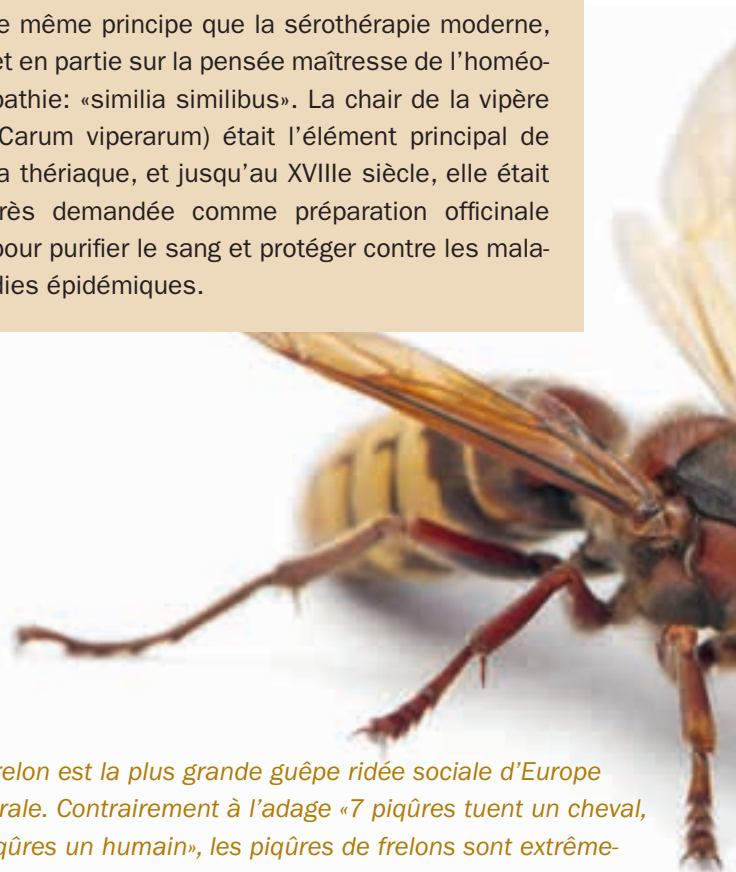 e même principe que la sérothérapie moderne,
et en partie sur la pensée maîtresse de l’homéo-
pathie: «similia similibus». La chair de la vipère
Carum viperarum) était l’élément principal de
a thériaque, et jusqu’au XVIIIe siècle, elle était
rès demandée comme préparation officinale
pour purifier le sang et protéger contre les mala-
dies épidémiques.
relon est la plus grande guêpe ridée sociale d’Europe
rale. Contrairement à l’adage «7 piqûres tuent un cheval,
qûres un humain», les piqûres de frelons sont extrême-